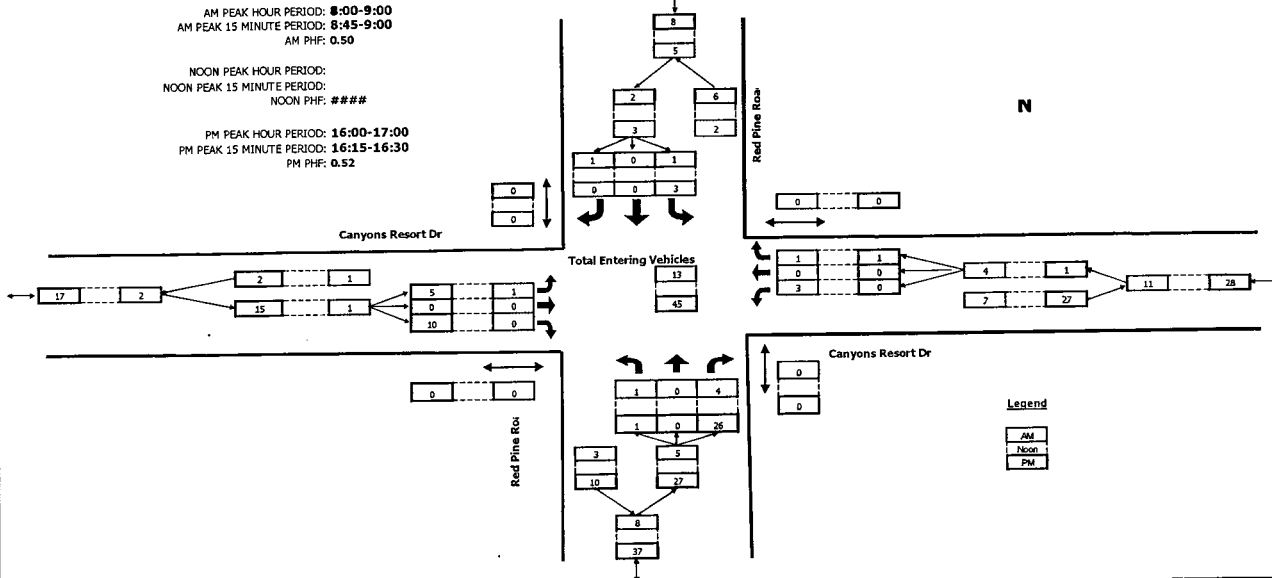 AM PEAK HOUR PERIOD: 8:00-9:00
AM PEAK 15 MINUTE PERIOD: 8:45-9:00
AM PHF: 0.50
NOON PEAK HOUR PERIOD:
NOON PEAK 15 MINUTE PERIOD:
NOON PHF: ####
PM PEAK HOUR PERIOD: 16:00-17:00
PM PEAK 15 MINUTE PERIOD: 16:15-16:30
PM PHF: 0.52
8
5
2 6
3 2
1 0 1
0 0 3
Red Pine Roa
N
0
0
0 0
Canyons Resort Dr
Total Entering Vehicles
13
45
17 2
2 1
15 1
5 1
0 0
10 0
1 1
0 0
3 0
4 1
7 27
11 28
Canyons Resort Dr
0 0
0
0
1 0 4
1 0 26
Red Pine Roa
3 5
10 27
8
37
Legend
AM
Noon
PM